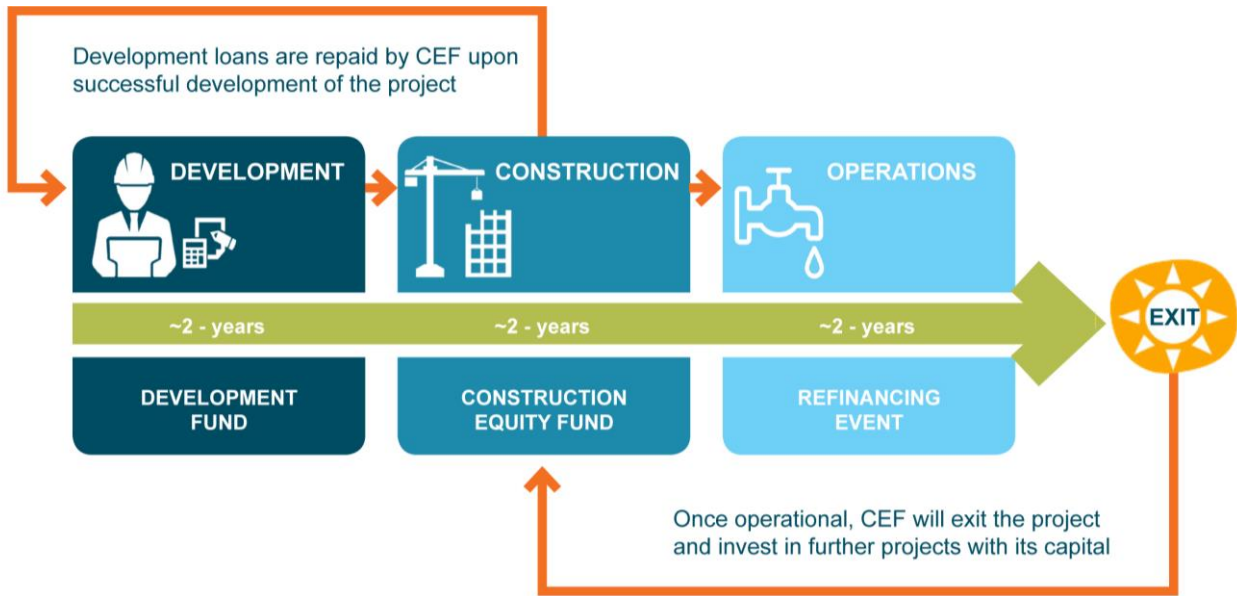 Development loans are repaid by CEF upon
successful development of the project
DEVELOPMENT
CONSTRUCTION
OPERATIONS
~2 - years
~2 - years
~2 - years
EXIT
DEVELOPMENT
FUND
CONSTRUCTION
EQUITY FUND
REFINANCING
EVENT
Once operational, CEF will exit the project
and invest in further projects with its capital